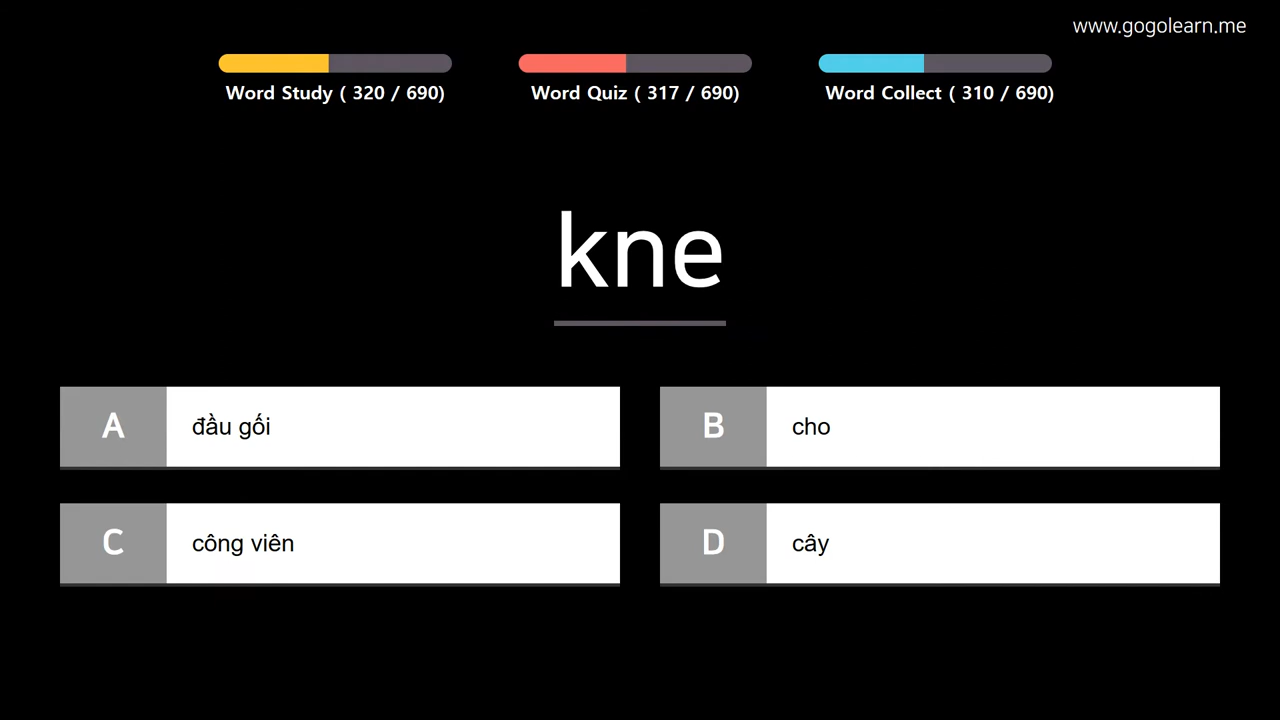 www.gogolearn.me
Word Study ( 320 / 690)
Word Quiz ( 317 / 690)
Word Collect ( 310 / 690)
kne
A đầu gối
B cho
C công viên
D cây